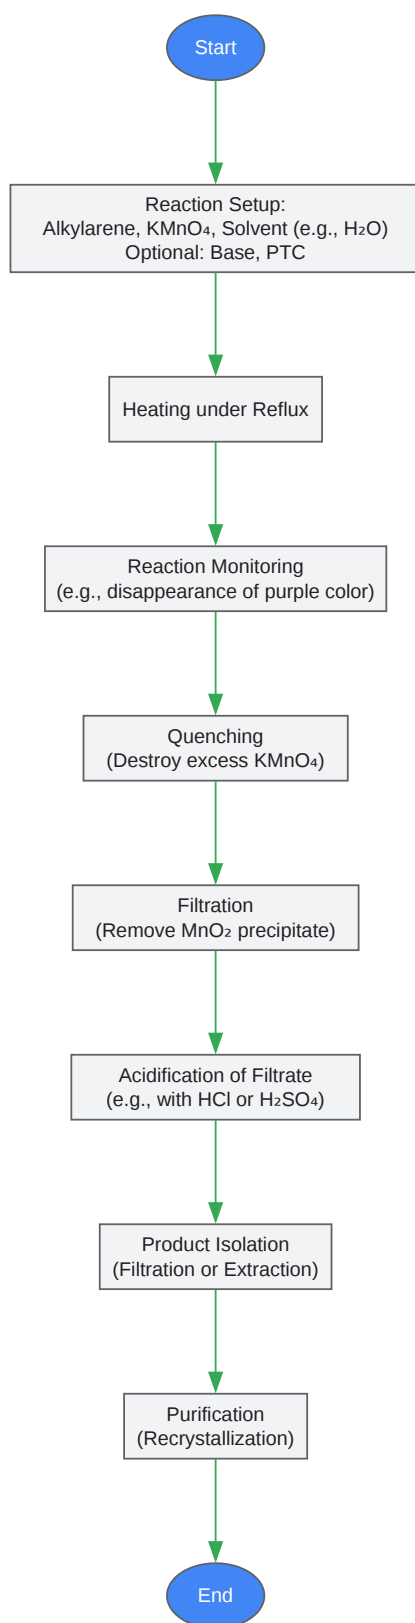 Start
Reaction Setup:
Alkylarene, KMnO₄, Solvent (e.g., H₂O)
Optional: Base, PTC
Heating under Reflux
Reaction Monitoring
(e.g., disappearance of purple color)
Quenching
(Destroy excess KMnO₄)
Filtration
(Remove MnO₂ precipitate)
Acidification of Filtrate
(e.g., with HCl or H₂SO₄)
Product Isolation
(Filtration or Extraction)
Purification
(Recrystallization)
End